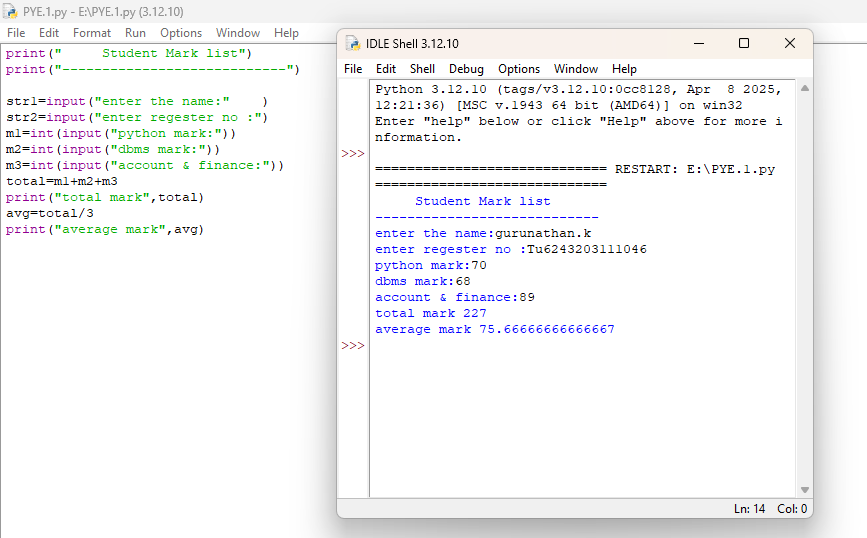 PYE.1.py - E:\PYE.1.py (3.12.10)
File Edit Format Run Options Window Help
print("     Student Mark list")
print("----------------------------")
str1=input("enter the name:"    )
str2=input("enter regester no :")
m1=int(input("python mark:"))
m2=int(input("dbms mark:"))
m3=int(input("account & finance:"))
total=m1+m2+m3
print("total mark",total)
avg=total/3
print("average mark",avg)
IDLE Shell 3.12.10
File Edit Shell Debug Options Window Help
Python 3.12.10 (tags/v3.12.10:0cc8128, Apr  8 2025,
12:21:36) [MSC v.1943 64 bit (AMD64)] on win32
Enter "help" below or click "Help" above for more i
nformation.
>>>
============================= RESTART: E:\PYE.1.py
=============================
     Student Mark list
----------------------------
enter the name:gurunathan.k
enter regester no :Tu6243203111046
python mark:70
dbms mark:68
account & finance:89
total mark 227
average mark 75.66666666666667
>>>
Ln: 14 Col: 0